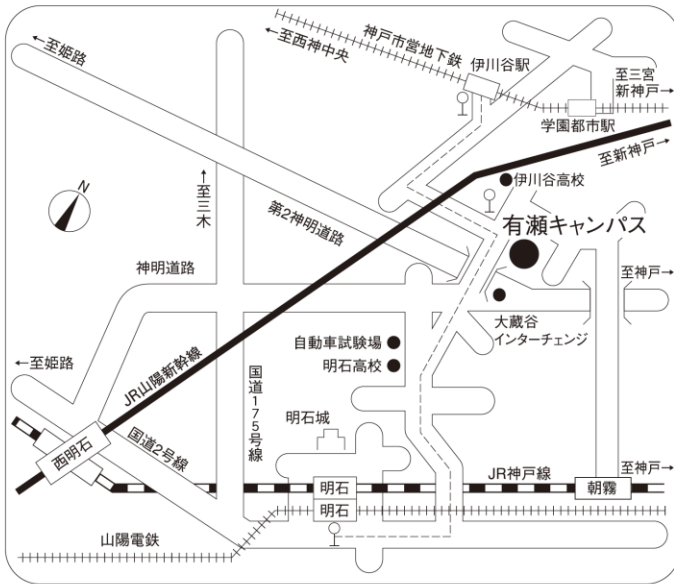 ←至姫路
神戸市営地下鉄
←至西神中央
伊川谷駅
至三宮
新神戸→
学園都市駅
至新神戸→
N
←至三木
伊川谷高校
第2神明道路
有瀬キャンパス
神明道路
至神戸→
大蔵谷
インターチェンジ
自動車試験場
明石高校
←至姫路
JR山陽新幹線
国道175号線
国道2号線
明石城
西明石
JR神戸線
至神戸→
明石
朝霧
明石
山陽電鉄